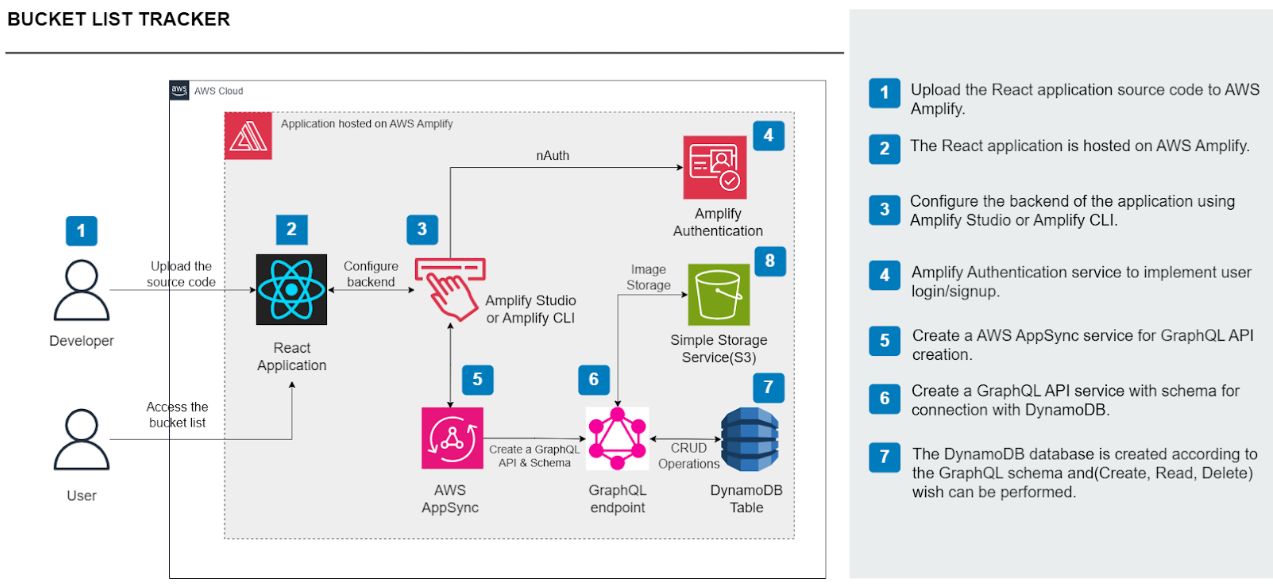 BUCKET LIST TRACKER
aws
AWS Cloud
Application hosted on AWS Amplify
4
nAuth
Amplify
Authentication
1
2
3
8
Upload the
source code
Configure
backend
Image
Storage
Amplify Studio
or Amplify CLI
Developer
React
Application
Simple Storage
Service(S3)
5
6
7
Access the
bucket list
Create a GraphQL
API & Schema
CRUD
Operations
User
AWS
AppSync
GraphQL
endpoint
DynamoDB
Table
1
Upload the React application source code to AWS
Amplify.
2
The React application is hosted on AWS Amplify.
3
Configure the backend of the application using
Amplify Studio or Amplify CLI.
4
Amplify Authentication service to implement user
login/signup.
5
Create a AWS AppSync service for GraphQL API
creation.
6
Create a GraphQL API service with schema for
connection with DynamoDB.
7
The DynamoDB database is created according to
the GraphQL schema and(Create, Read, Delete)
wish can be performed.